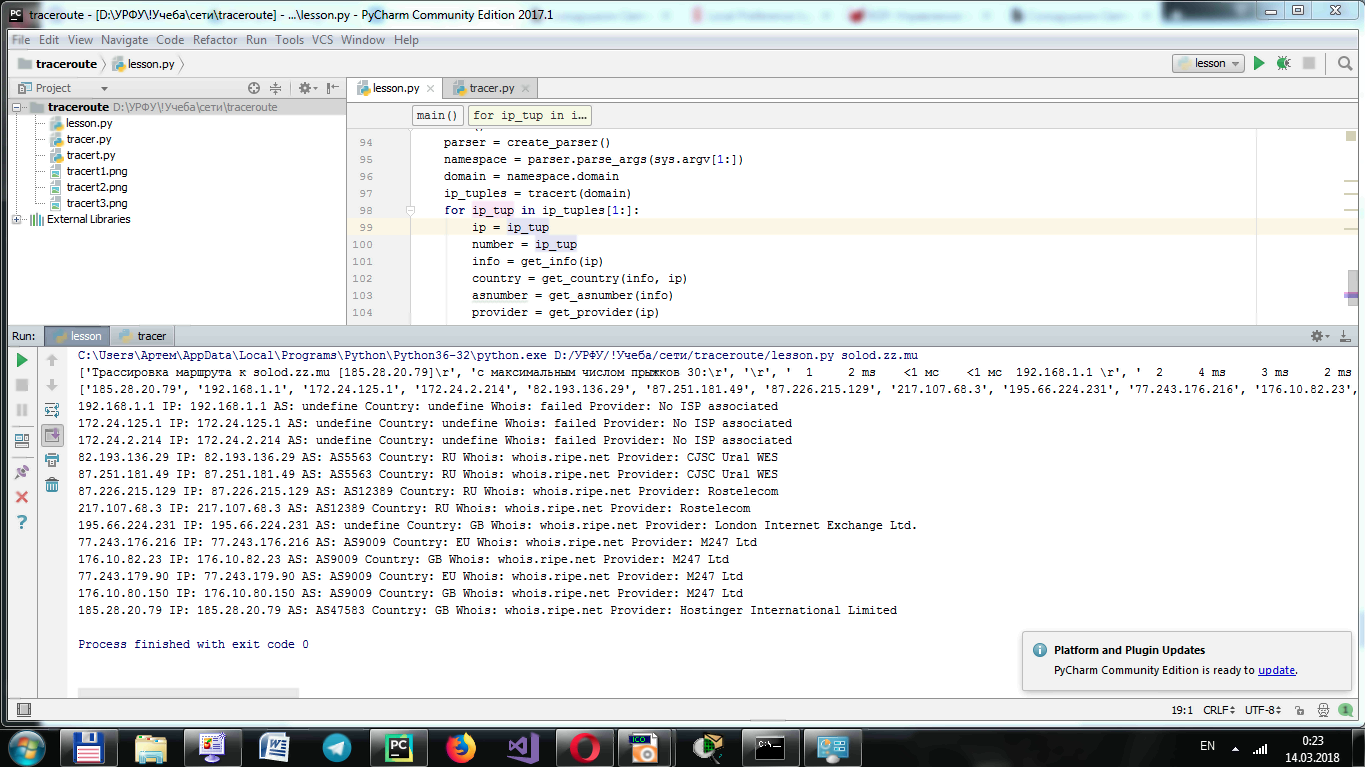 traceroute - [D:\УРФУ\!Учеба\сети\traceroute] - ...\lesson.py - PyCharm Community Edition 2017.1
File Edit View Navigate Code Refactor Run Tools VCS Window Help
traceroute lesson.py lesson
Project
lesson.py tracer.py
traceroute D:\УРФУ\!Учеба\сети\traceroute
lesson.py
tracer.py
tracert.py
tracert1.png
tracert2.png
tracert3.png
External Libraries
main() for ip_tup in i...
94 parser = create_parser()
95 namespace = parser.parse_args(sys.argv[1:])
96 domain = namespace.domain
97 ip_tuples = tracert(domain)
98 for ip_tup in ip_tuples[1:]:
99 ip = ip_tup
100 number = ip_tup
101 info = get_info(ip)
102 country = get_country(info, ip)
103 asnumber = get_asnumber(info)
104 provider = get_provider(ip)
Run: lesson tracer
C:\Users\Артем\AppData\Local\Programs\Python\Python36-32\python.exe D:/УРФУ/!Учеба/сети/traceroute/lesson.py solod.zz.mu
['Трассировка маршрута к solod.zz.mu [185.28.20.79]\r', 'с максимальным числом прыжков 30:\r', '\r', '  1     2 ms    <1 мс    <1 мс  192.168.1.1 \r', '  2     4 ms     3 ms     2 ms
['185.28.20.79', '192.168.1.1', '172.24.125.1', '172.24.2.214', '82.193.136.29', '87.251.181.49', '87.226.215.129', '217.107.68.3', '195.66.224.231', '77.243.176.216', '176.10.82.23',
192.168.1.1 IP: 192.168.1.1 AS: undefine Country: undefine Whois: failed Provider: No ISP associated
172.24.125.1 IP: 172.24.125.1 AS: undefine Country: undefine Whois: failed Provider: No ISP associated
172.24.2.214 IP: 172.24.2.214 AS: undefine Country: undefine Whois: failed Provider: No ISP associated
82.193.136.29 IP: 82.193.136.29 AS: AS5563 Country: RU Whois: whois.ripe.net Provider: CJSC Ural WES
87.251.181.49 IP: 87.251.181.49 AS: AS5563 Country: RU Whois: whois.ripe.net Provider: CJSC Ural WES
87.226.215.129 IP: 87.226.215.129 AS: AS12389 Country: RU Whois: whois.ripe.net Provider: Rostelecom
217.107.68.3 IP: 217.107.68.3 AS: AS12389 Country: RU Whois: whois.ripe.net Provider: Rostelecom
195.66.224.231 IP: 195.66.224.231 AS: undefine Country: GB Whois: whois.ripe.net Provider: London Internet Exchange Ltd.
77.243.176.216 IP: 77.243.176.216 AS: AS9009 Country: EU Whois: whois.ripe.net Provider: M247 Ltd
176.10.82.23 IP: 176.10.82.23 AS: AS9009 Country: GB Whois: whois.ripe.net Provider: M247 Ltd
77.243.179.90 IP: 77.243.179.90 AS: AS9009 Country: EU Whois: whois.ripe.net Provider: M247 Ltd
176.10.80.150 IP: 176.10.80.150 AS: AS9009 Country: GB Whois: whois.ripe.net Provider: M247 Ltd
185.28.20.79 IP: 185.28.20.79 AS: AS47583 Country: GB Whois: whois.ripe.net Provider: Hostinger International Limited
Process finished with exit code 0
Platform and Plugin Updates
PyCharm Community Edition is ready to update.
19:1 CRLF UTF-8 1
EN 0:23
14.03.2018